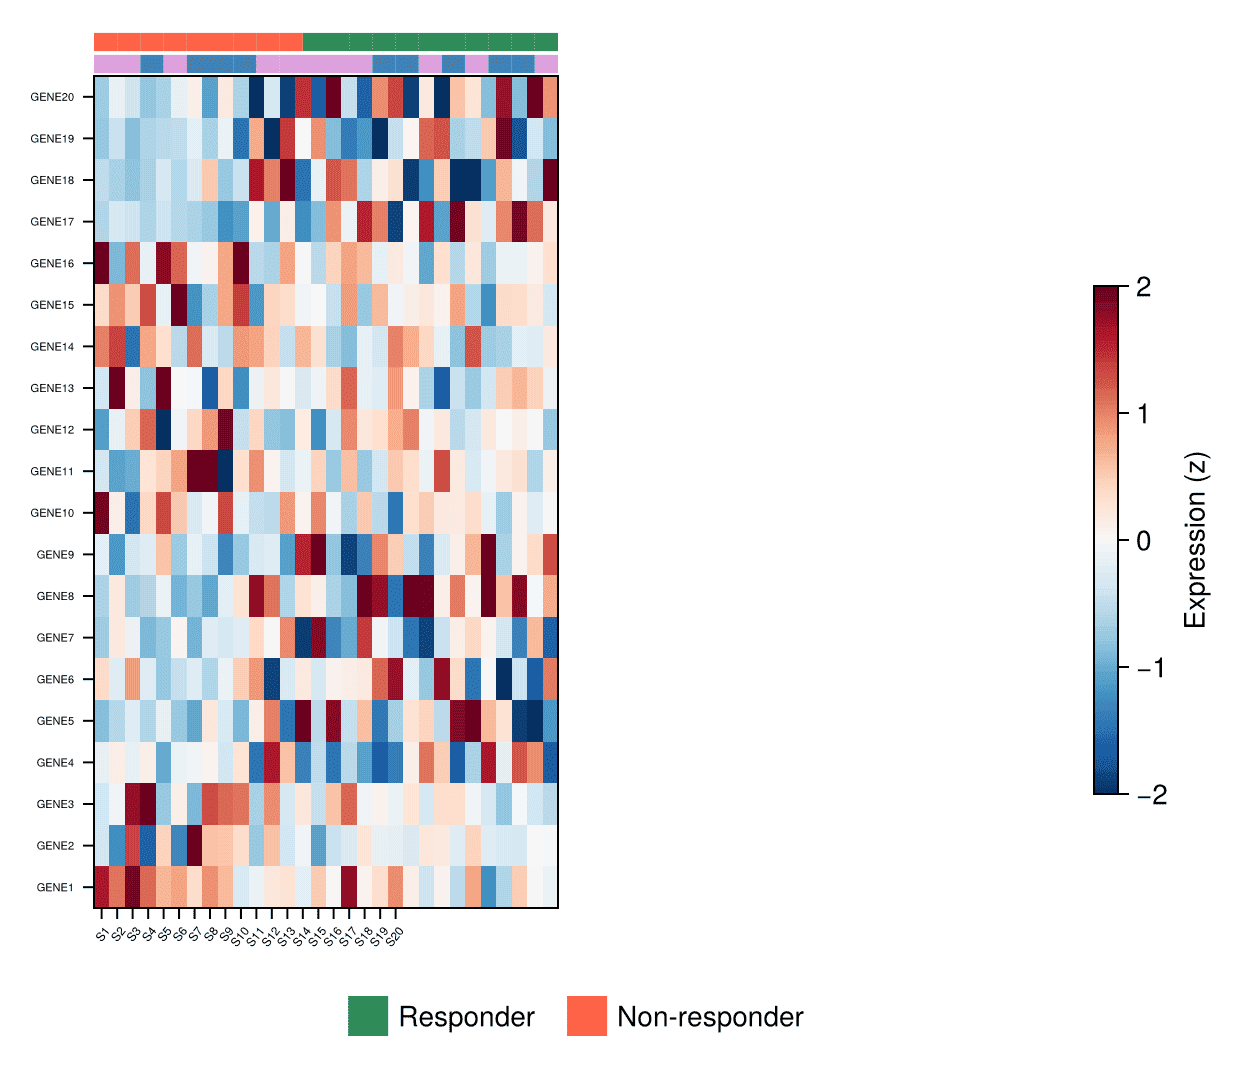 GENE20
GENE19
GENE18
GENE17
GENE16
GENE15
GENE14
GENE13
GENE12
GENE11
GENE10
GENE9
GENE8
GENE7
GENE6
GENE5
GENE4
GENE3
GENE2
GENE1
S1 S2 S3 S4 S5 S6 S7 S8 S9 S10 S11 S12 S13 S14 S15 S16 S17 S18 S19 S20
2
1
0
−1
−2
Expression (z)
Responder Non-responder